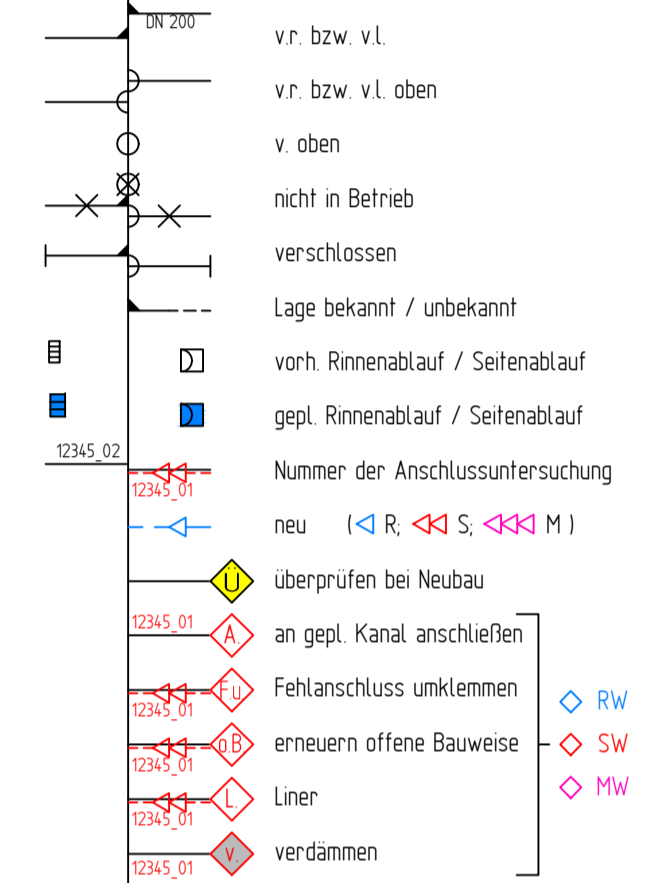 DN 200
v.r. bzw. v.l.
v.r. bzw. v.l. oben
v. oben
nicht in Betrieb
verschlossen
Lage bekannt / unbekannt
vorh. Rinnenablauf / Seitenablauf
gepl. Rinnenablauf / Seitenablauf
12345_02
12345_01 Nummer der Anschlussuntersuchung
neu ( R; S; M )
Ü überprüfen bei Neubau
12345_01 A. an gepl. Kanal anschließen
12345_01 F.u Fehlanschluss umklemmen
RW
12345_01 o.B. erneuern offene Bauweise
SW
MW
12345_01 L. Liner
12345_01 v. verdämmen